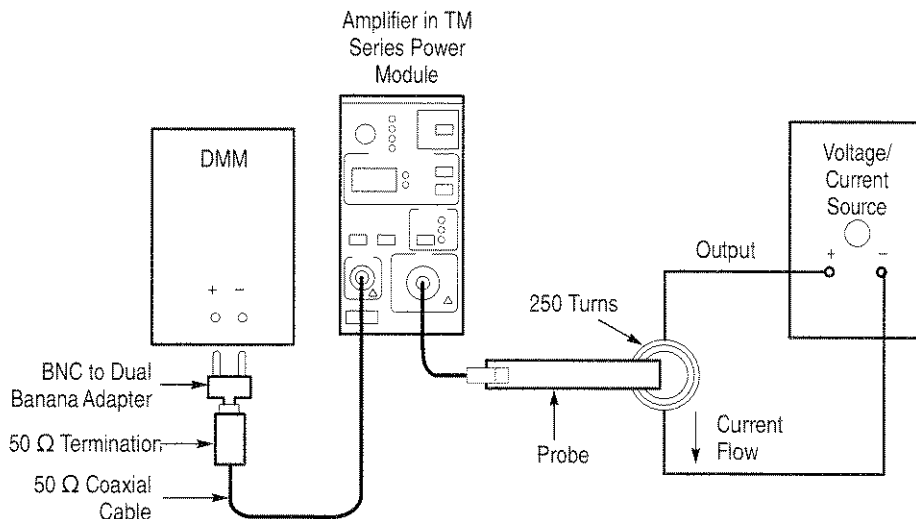 Amplifier in TM
Series Power
Module
DMM
+ −
Voltage/
Current
Source
+ −
Output
250 Turns
BNC to Dual
Banana Adapter
50 Ω Termination
50 Ω Coaxial
Cable
Probe
Current
Flow